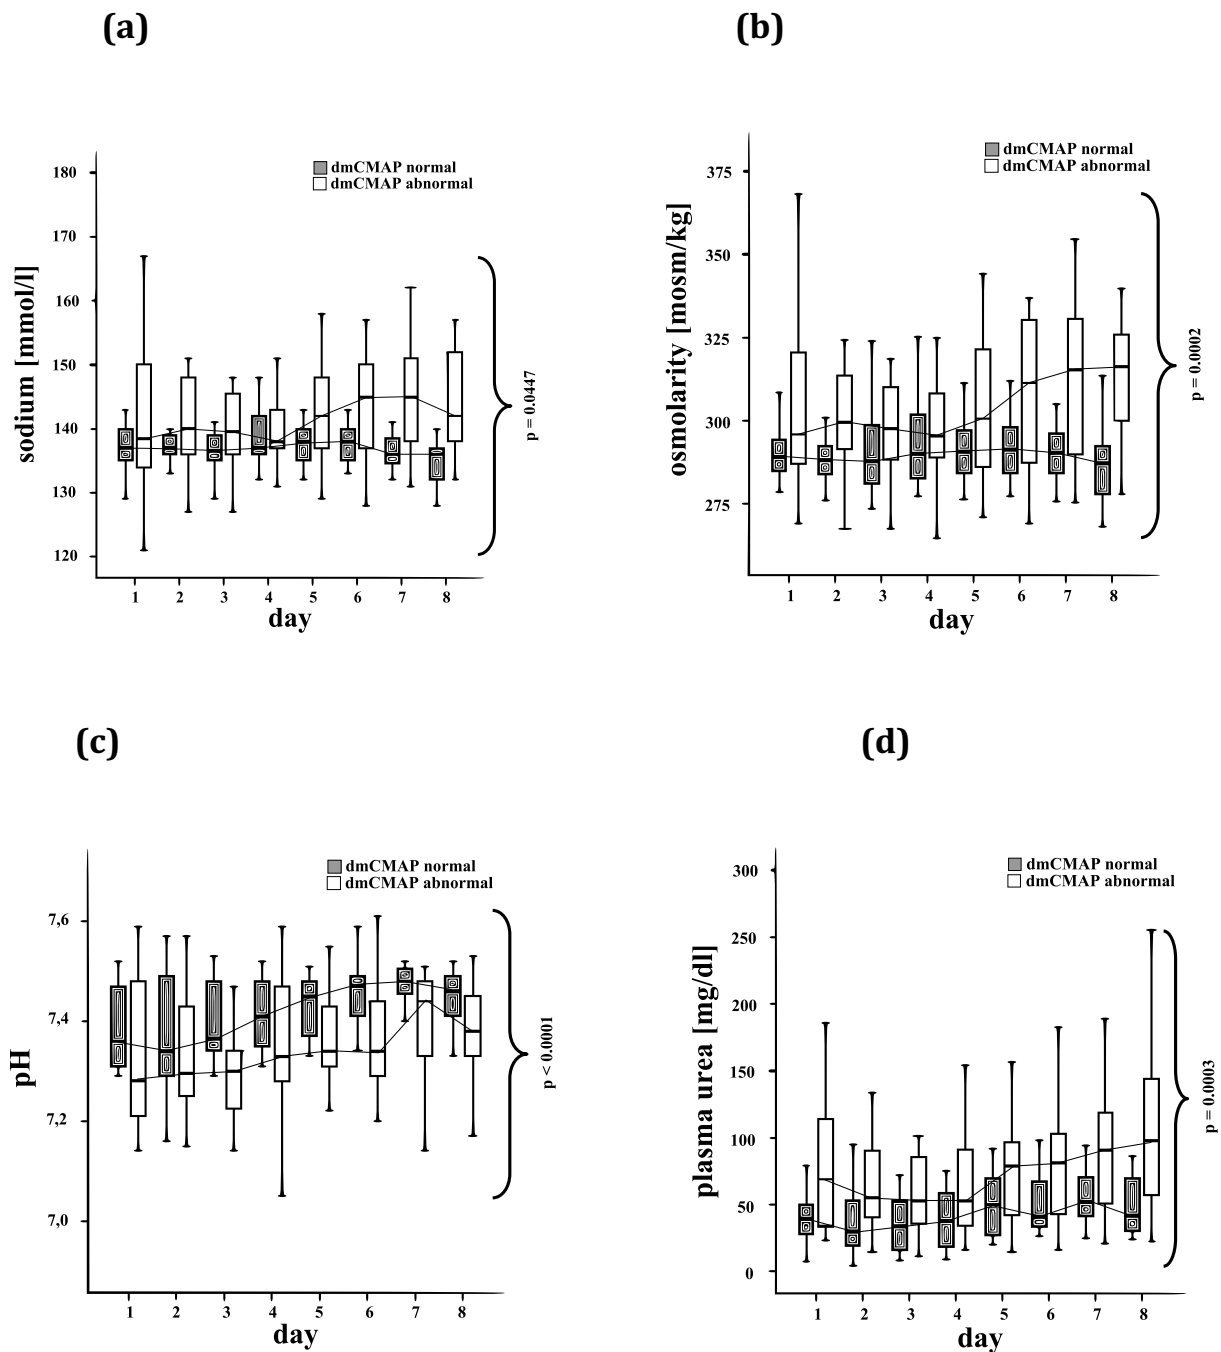 (a)
dmCMAP normal
dmCMAP abnormal
180
170
160
150
140
130
120
sodium [mmol/l]
p = 0.0447
1 2 3 4 5 6 7 8
day
(b)
dmCMAP normal
dmCMAP abnormal
375
350
325
300
275
osmolarity [mosm/kg]
p = 0.0002
1 2 3 4 5 6 7 8
day
(c)
dmCMAP normal
dmCMAP abnormal
7,6
7,4
7,2
7,0
pH
p < 0.0001
1 2 3 4 5 6 7 8
day
(d)
dmCMAP normal
dmCMAP abnormal
300
250
200
150
100
50
0
plasma urea [mg/dl]
p = 0.0003
1 2 3 4 5 6 7 8
day